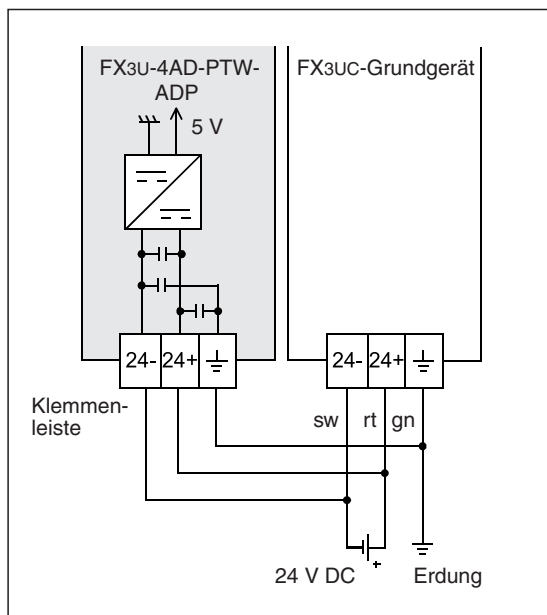 FX3U-4AD-PTW-
ADP
5 V
FX3UC-Grundgerät
24- 24+
24- 24+
Klemmen-
leiste
sw rt gn
24 V DC
+
Erdung